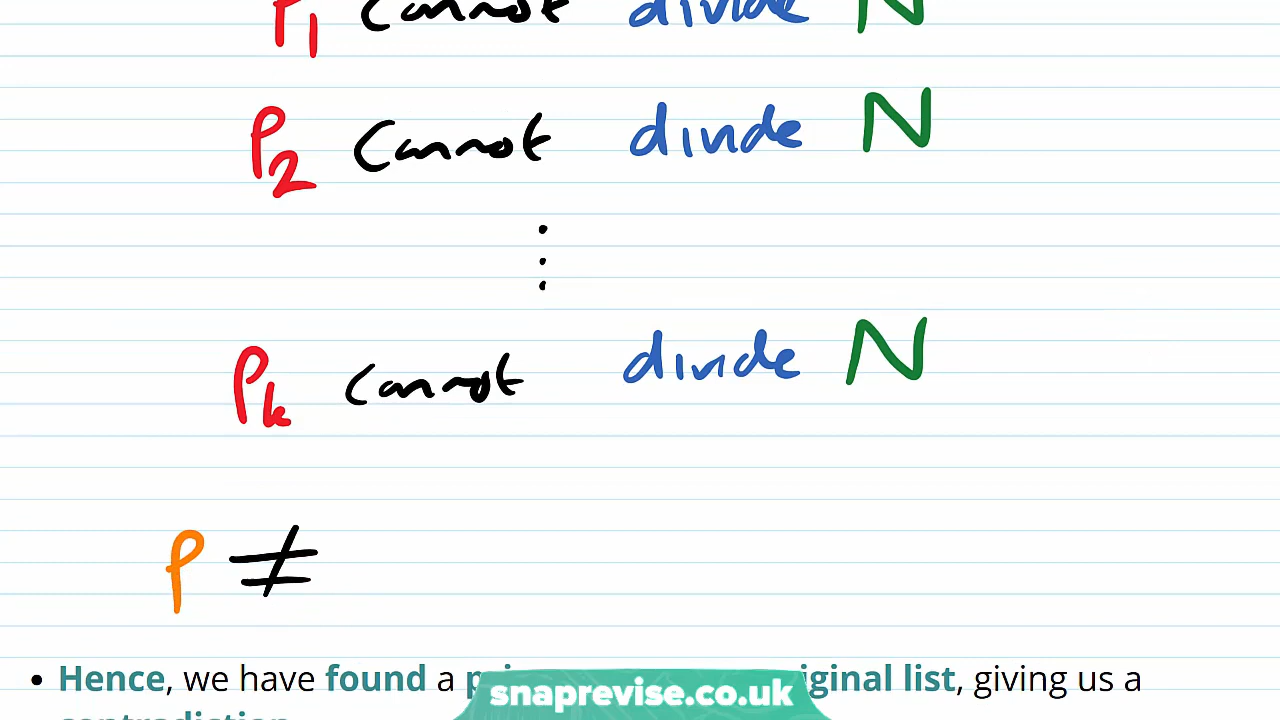 P1 cannot divide N
P2 cannot divide N
⋮
Pk cannot divide N
P ≠
• Hence, we have found a iginal list, giving us a
contradiction
snaprevise.co.uk